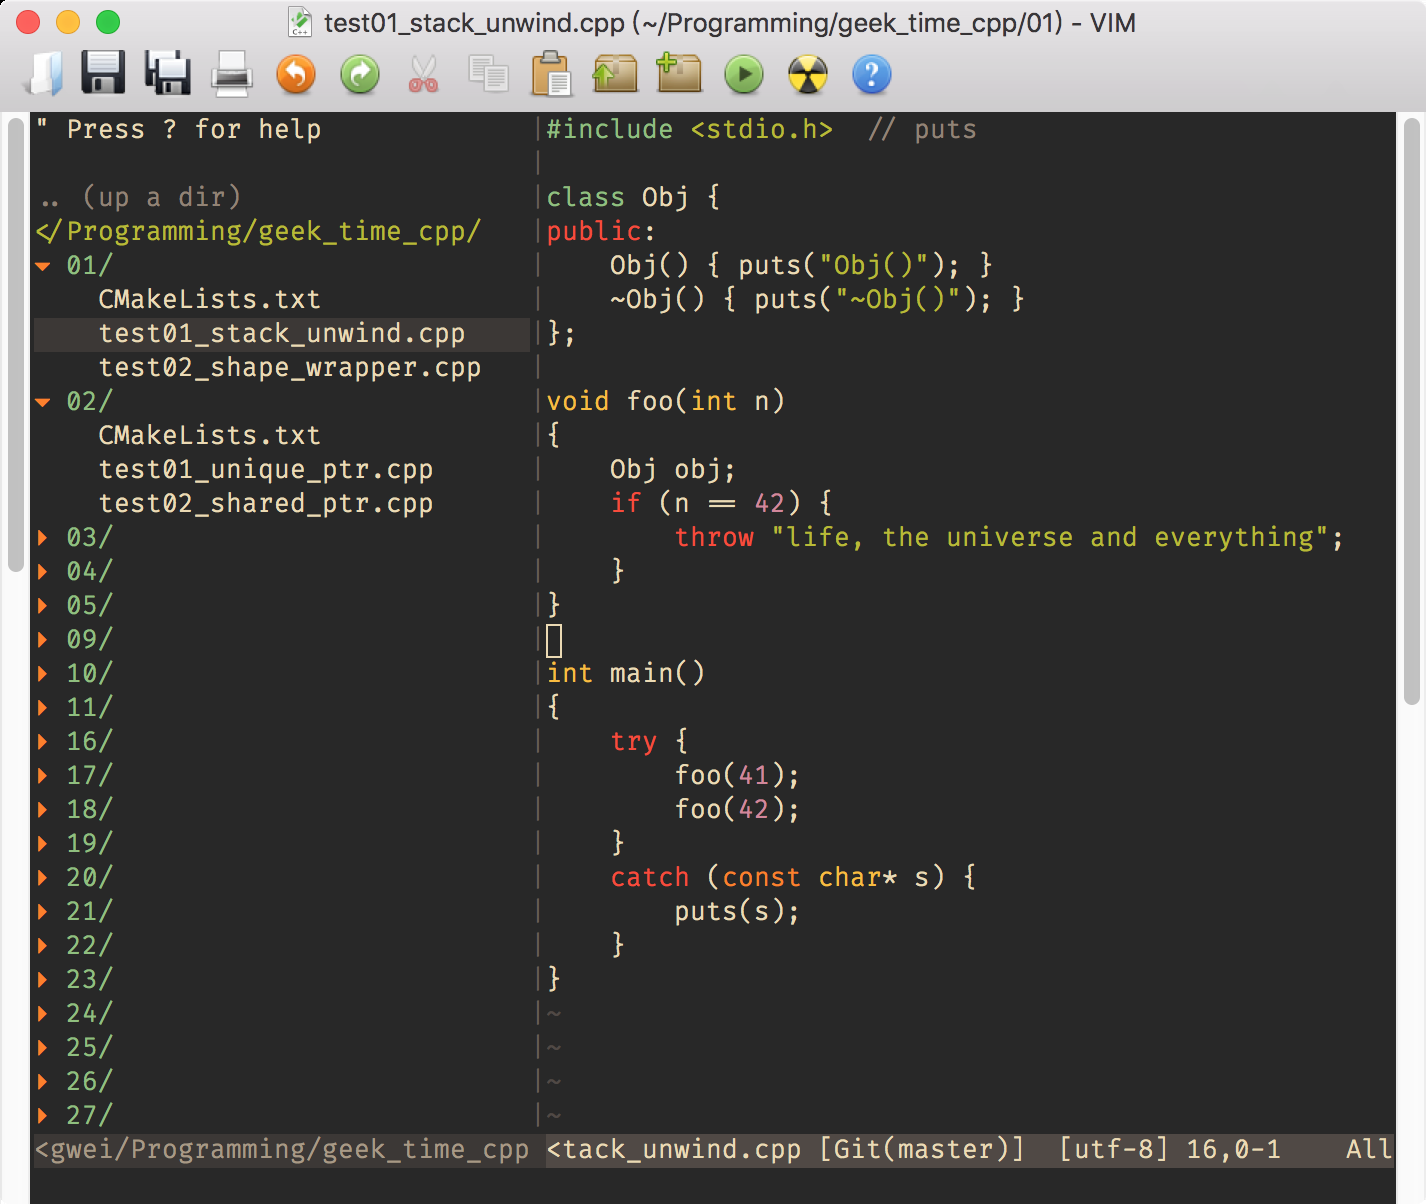 test01_stack_unwind.cpp (~/Programming/geek_time_cpp/01) - VIM
" Press ? for help
.. (up a dir)
</Programming/geek_time_cpp/
01/
CMakeLists.txt
test01_stack_unwind.cpp
test02_shape_wrapper.cpp
02/
CMakeLists.txt
test01_unique_ptr.cpp
test02_shared_ptr.cpp
03/
04/
05/
09/
10/
11/
16/
17/
18/
19/
20/
21/
22/
23/
24/
25/
26/
27/
<gwei/Programming/geek_time_cpp
#include <stdio.h>  // puts

class Obj {
public:
    Obj() { puts("Obj()"); }
    ~Obj() { puts("~Obj()"); }
};

void foo(int n)
{
    Obj obj;
    if (n == 42) {
        throw "life, the universe and everything";
    }
}

int main()
{
    try {
        foo(41);
        foo(42);
    }
    catch (const char* s) {
        puts(s);
    }
}
~
~
~
~
<tack_unwind.cpp [Git(master)]  [utf-8] 16,0-1    All